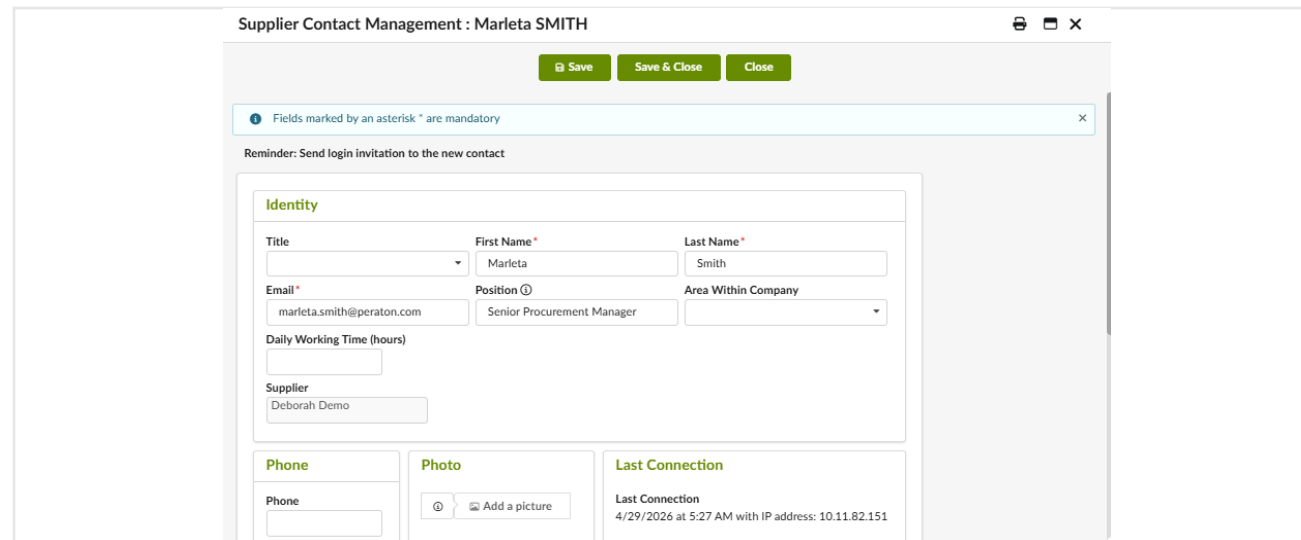 Supplier Contact Management : Marleta SMITH
Save Save & Close Close
Fields marked by an asterisk * are mandatory
Reminder: Send login invitation to the new contact
Identity
Title First Name* Last Name*
Marleta Smith
Email* Position Area Within Company
marleta.smith@peraton.com Senior Procurement Manager
Daily Working Time (hours)
Supplier
Deborah Demo
Phone Photo Last Connection
Phone Add a picture Last Connection
4/29/2026 at 5:27 AM with IP address: 10.11.82.151